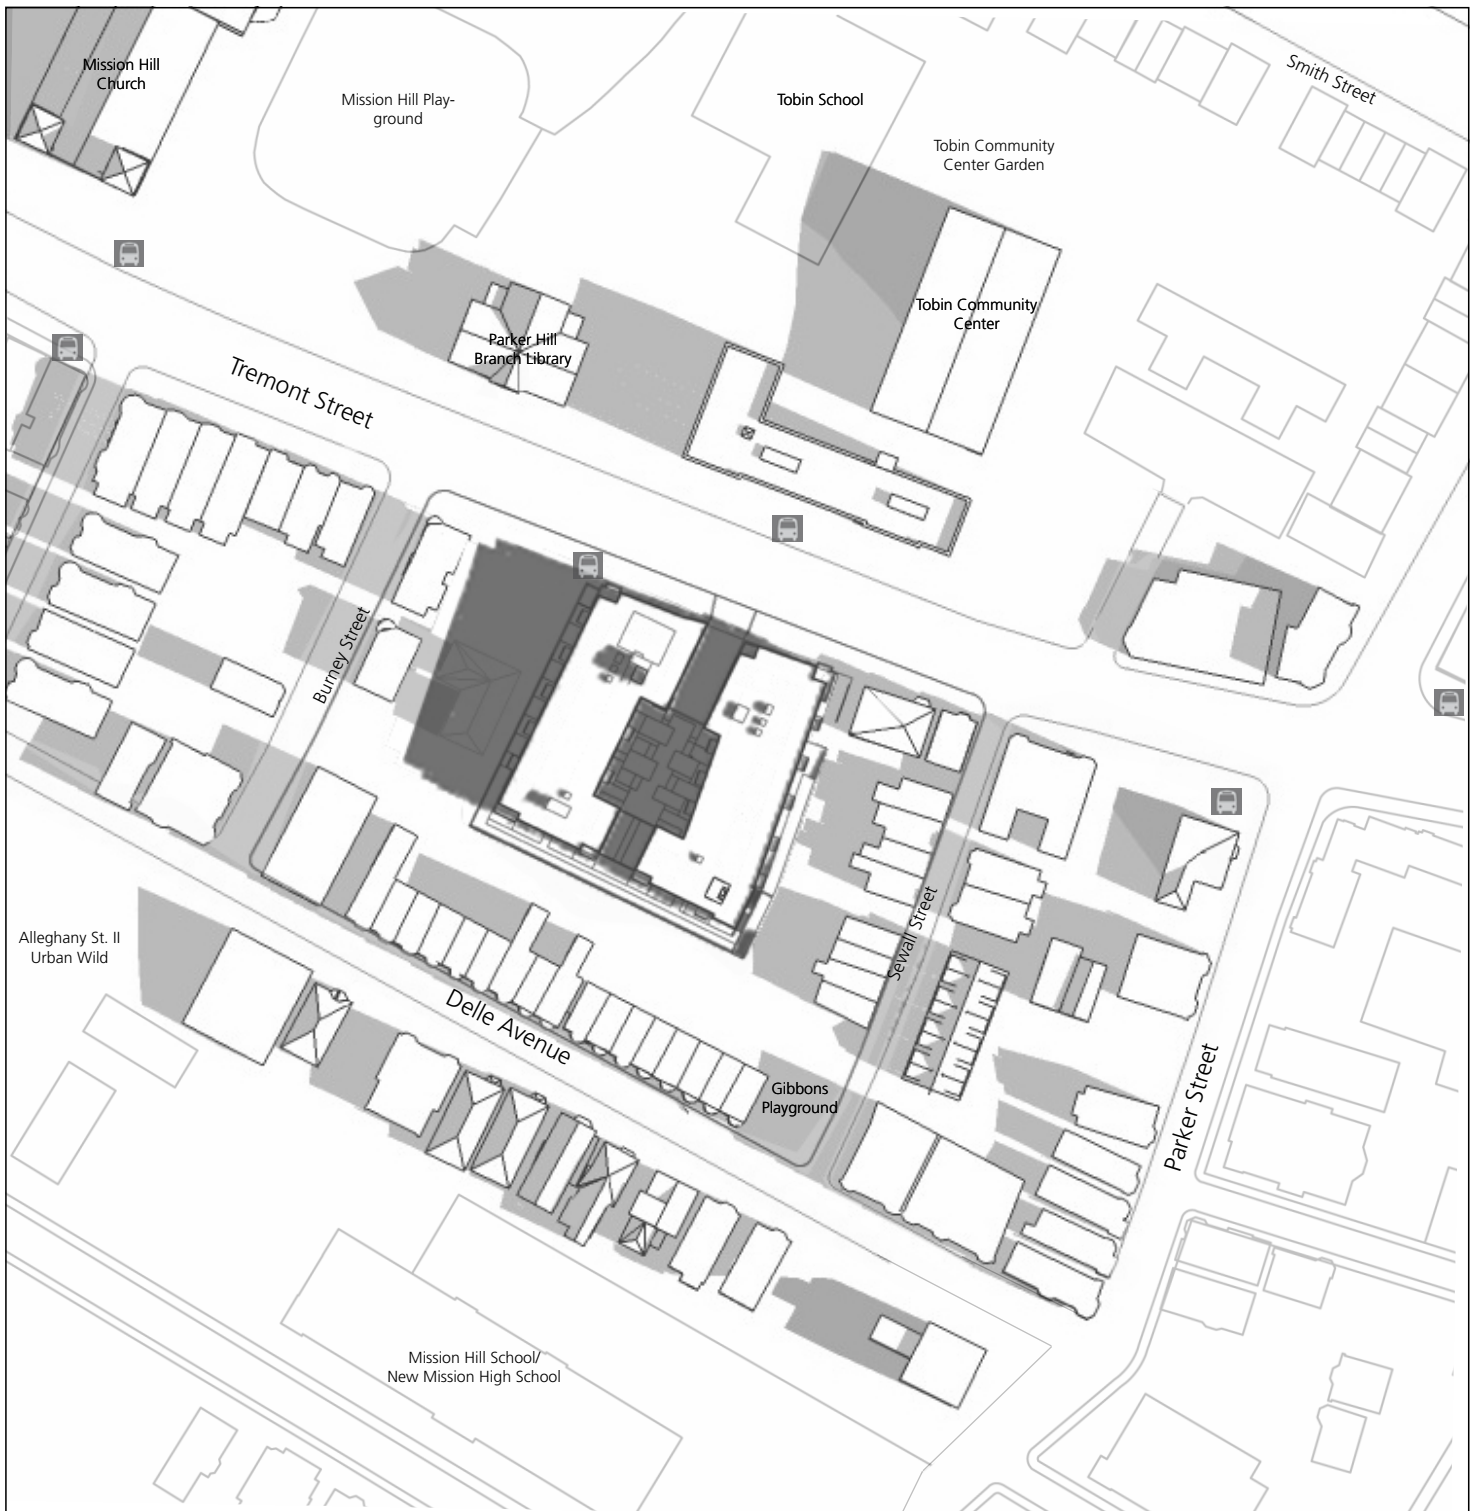 Mission Hill
Church
Mission Hill Play-
ground
Tobin School
Smith Street
Tobin Community
Center Garden
Tobin Community
Center
Parker Hill
Branch Library
Tremont Street
Burney Street
Sewall Street
Alleghany St. II
Urban Wild
Delle Avenue
Gibbons
Playground
Parker Street
Mission Hill School/
New Mission High School